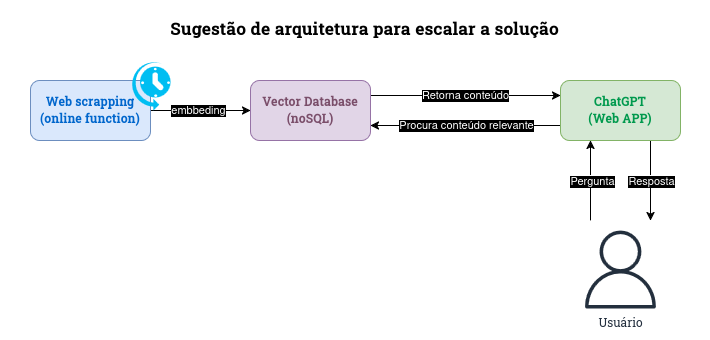 Sugestão de arquitetura para escalar a solução
Web scrapping
(online function)
embbeding
Vector Database
(noSQL)
Retorna conteúdo
Procura conteúdo relevante
ChatGPT
(Web APP)
Pergunta
Resposta
Usuário